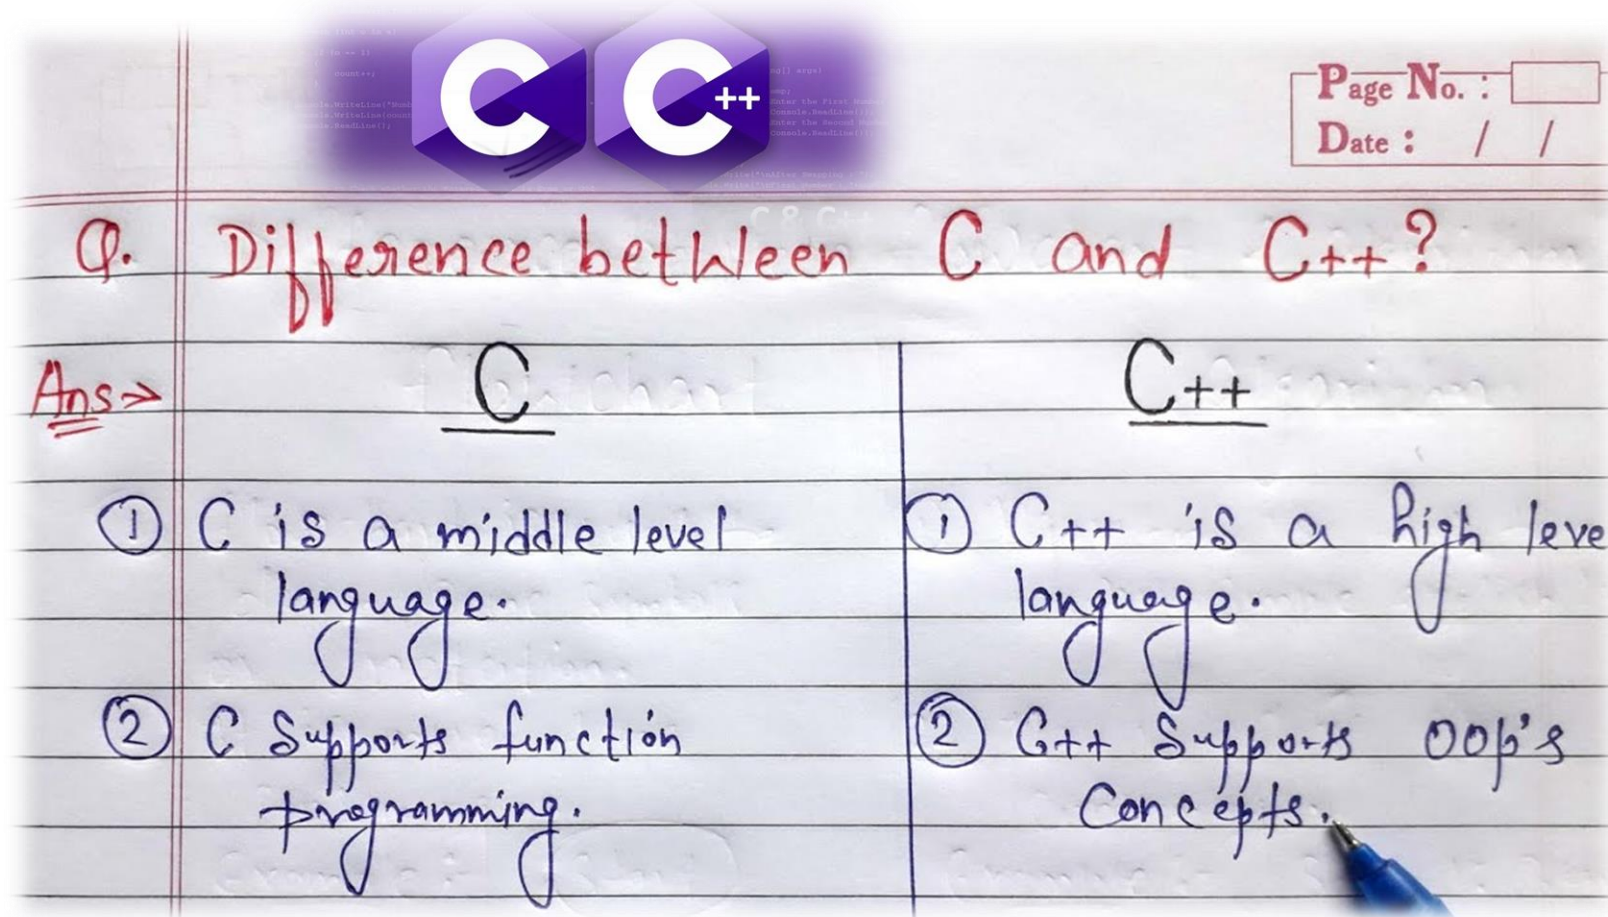 C C++
Page No. :
Date : / /
Q. Difference between C and C++?
Ans→ C C++
① C is a middle level ① C++ is a high leve
language. language.
② C Supports function ② C++ Supports OOP's
programming. Concepts.